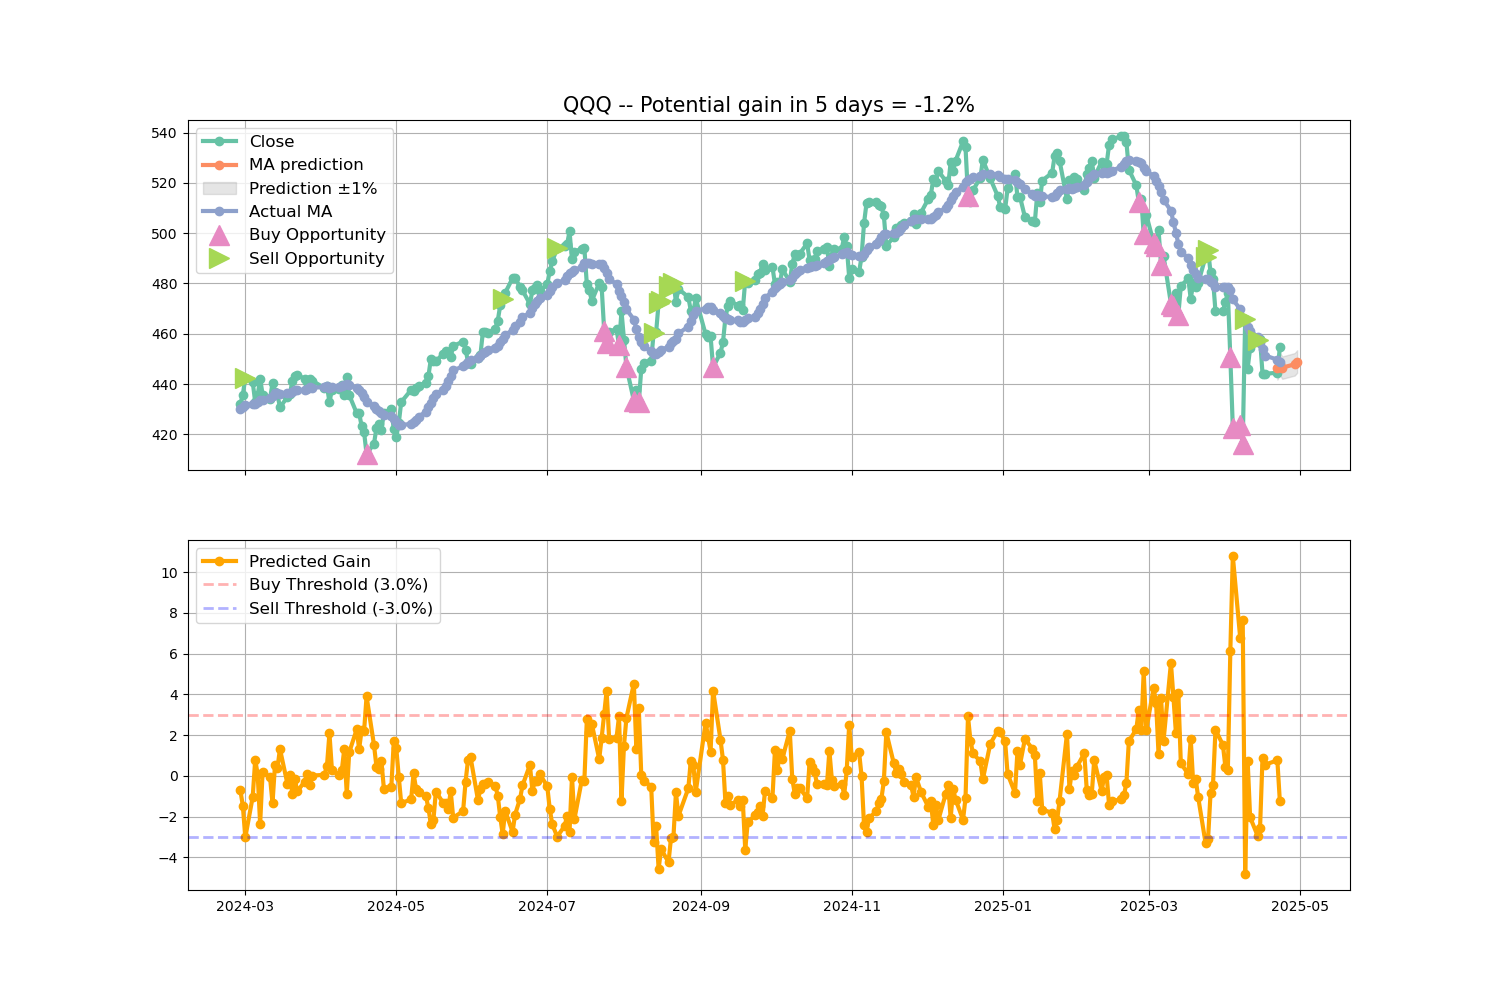 QQQ -- Potential gain in 5 days = -1.2%
540
520
500
480
460
440
420
Close
MA prediction
Prediction ±1%
Actual MA
Buy Opportunity
Sell Opportunity
10
8
6
4
2
0
−2
−4
Predicted Gain
Buy Threshold (3.0%)
Sell Threshold (-3.0%)
2024-03 2024-05 2024-07 2024-09 2024-11 2025-01 2025-03 2025-05